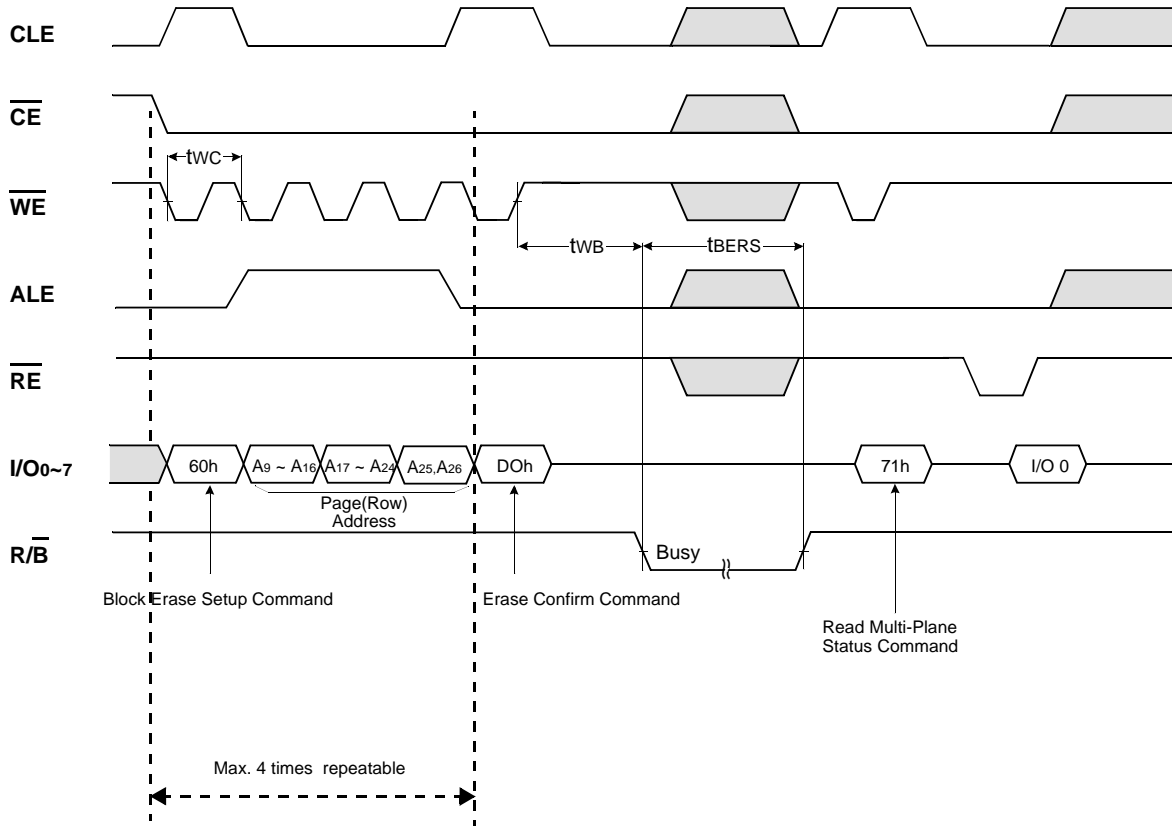 CLE
CE
tWC
WE
tWB
tBERS
ALE
RE
I/O0~7
60h
A9 ~ A16
A17 ~ A24
A25,A26
DOh
71h
I/O 0
Page(Row)
Address
R/B
Busy
Block Erase Setup Command
Erase Confirm Command
Read Multi-Plane
Status Command
Max. 4 times repeatable